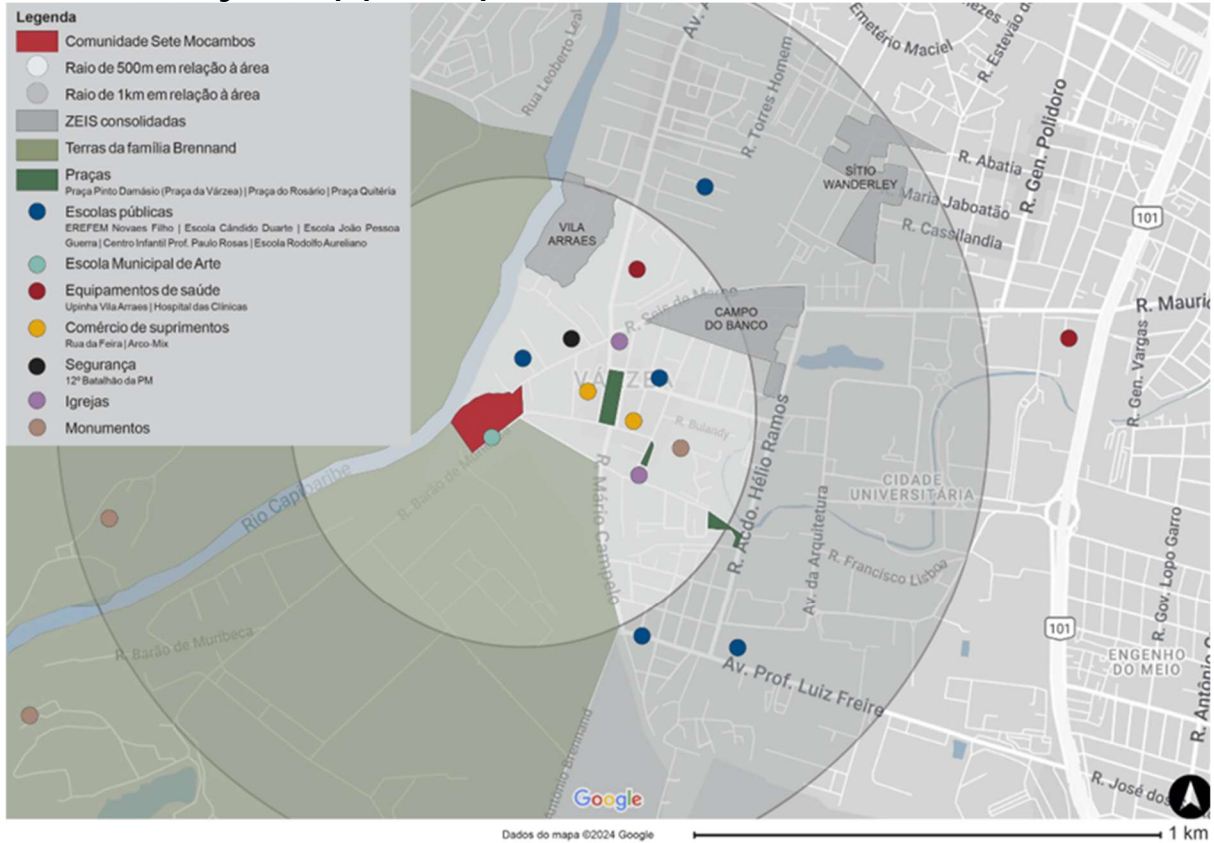 Legenda
Comunidade Sete Mocambos
Raio de 500m em relação à área
Raio de 1km em relação à área
ZEIS consolidadas
Terras da família Brennand
Praças
Praça Pinto Damásio (Praça da Várzea) | Praça do Rosário | Praça Quitéria
Escolas públicas
EREFEM Novaes Filho | Escola Cândido Duarte | Escola João Pessoa
Guerra | Centro Infantil Prof. Paulo Rosas | Escola Rodolfo Aureliano
Escola Municipal de Arte
Equipamentos de saúde
Upinha Vila Arraes | Hospital das Clínicas
Comércio de suprimentos
Rua da Feira | Arco-Mix
Segurança
12º Batalhão da PM
Igrejas
Monumentos
Rua Leoberto Leal
Emetério Maciel
R. Estevão d
R. Torres Homem
R. Gen. Polidoro
R. Abatia
SÍTIO
WANDERLEY
Maria Jaboatão
R. Cassilandia
101
VILA
ARRAES
R. Seis de Março
CAMPO
DO BANCO
R. Mauri
R. Gen. Vargas
VÁRZEA
R. Bulandy
R. Acdo. Hélio Ramos
CIDADE
UNIVERSITÁRIA
Rio Capibaribe
R. Mário Campelo
Av. da Arquitetura
R. Francisco Lisboa
R. Gov. Lopo Garro
101
ENGENHO
DO MEIO
R. Barão de Muribeca
Av. Prof. Luiz Freire
R. Antônio C
Antônio Brennand
R. José dos
Google
Dados do mapa ©2024 Google
1 km